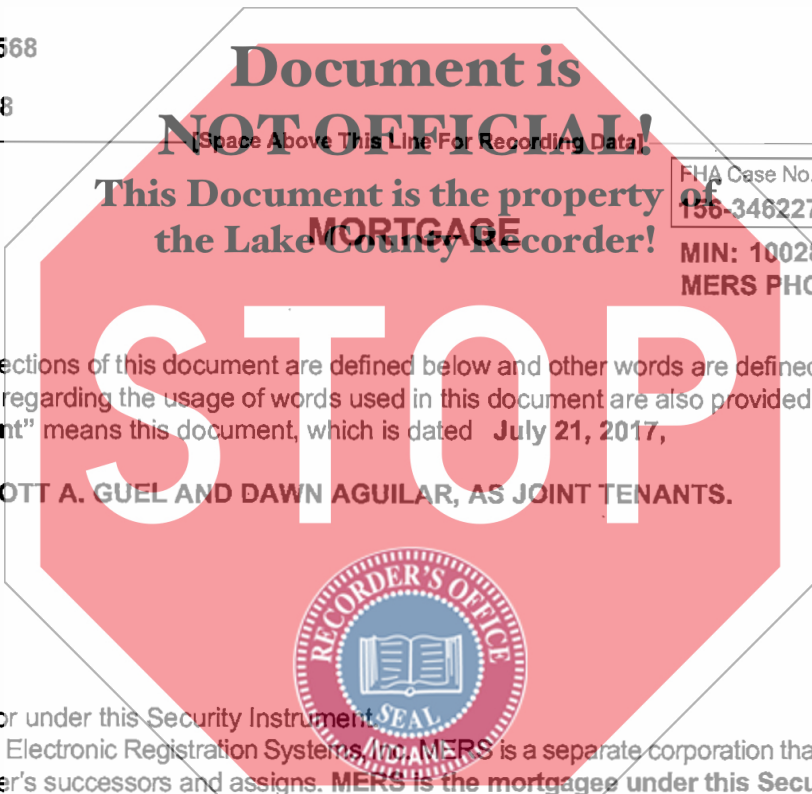 568
8
Document is
NOT OFFICIAL!
[Space Above This Line For Recording Data]
This Document is the property of
the Lake County Recorder!
FHA Case No.
156-346227
MORTGAGE
MIN: 10028
MERS PHO
STOP
ections of this document are defined below and other words are defined
regarding the usage of words used in this document are also provided
nt” means this document, which is dated July 21, 2017,
OTT A. GUEL AND DAWN AGUILAR, AS JOINT TENANTS.
RECORDER'S OFFICE
SEAL
or under this Security Instrument
Electronic Registration Systems, Inc. MERS is a separate corporation tha
er's successors and assigns. MERS is the mortgagee under this Secu